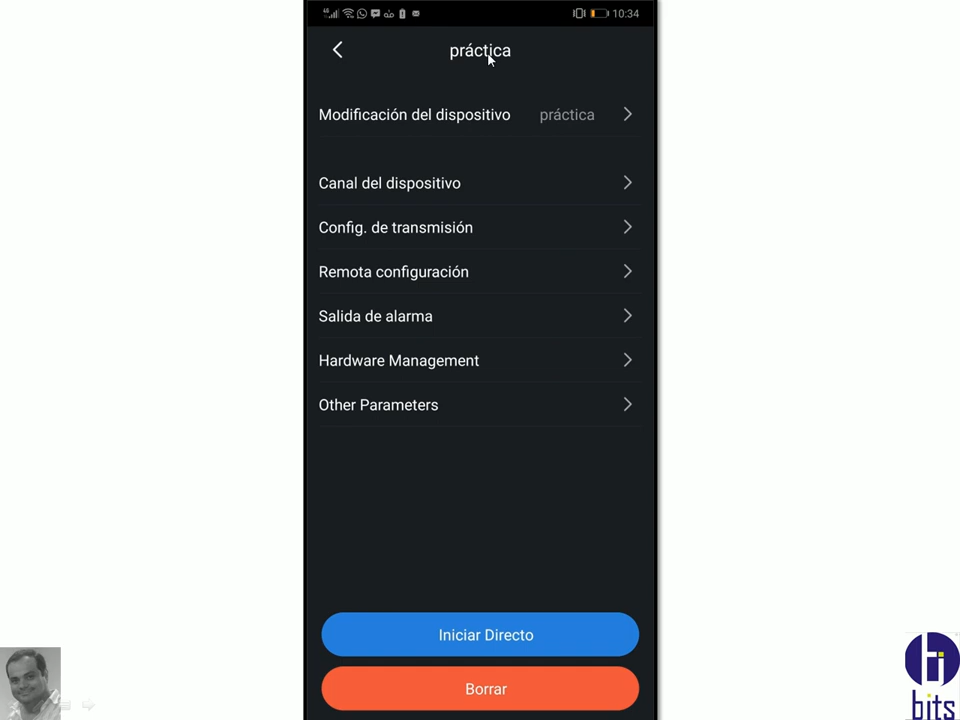 10:34
práctica
Modificación del dispositivo práctica
Canal del dispositivo
Config. de transmisión
Remota configuración
Salida de alarma
Hardware Management
Other Parameters
Iniciar Directo
Borrar
bits